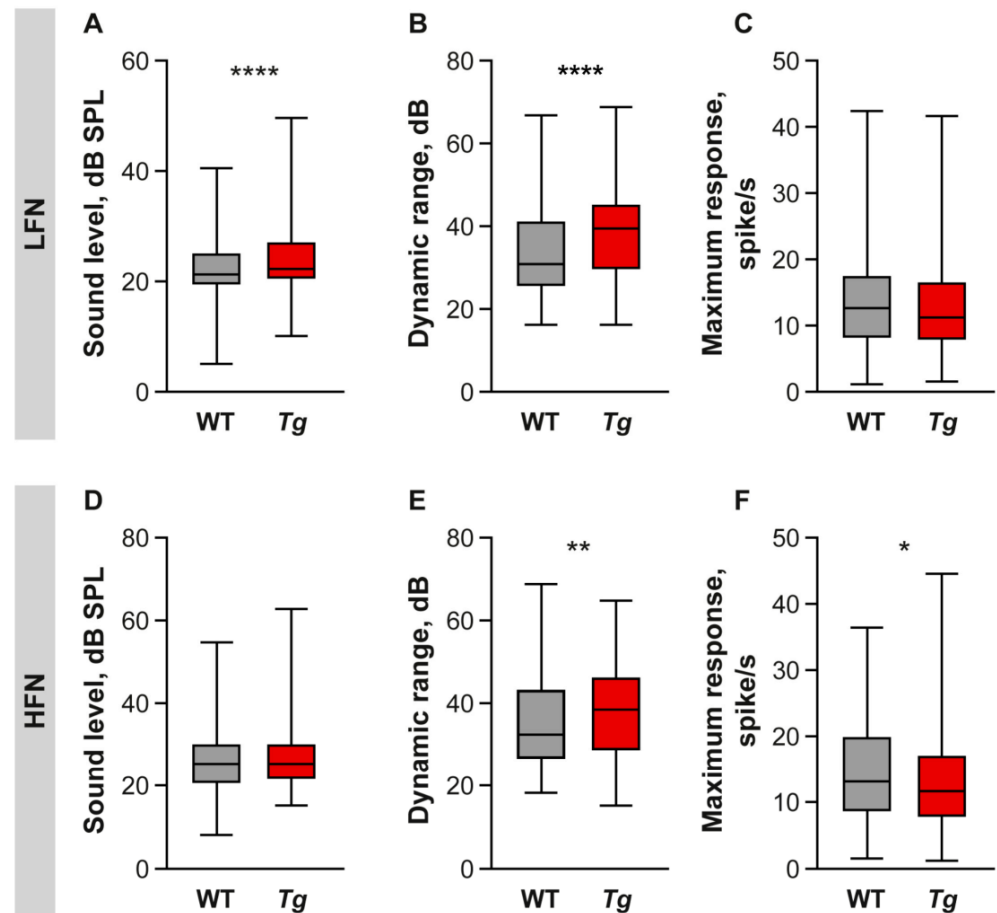 LFN
A
Sound level, dB SPL
60
40
20
0
****
WT
Tg
B
Dynamic range, dB
80
60
40
20
0
****
WT
Tg
C
Maximum response,
spike/s
50
40
30
20
10
0
WT
Tg
HFN
D
Sound level, dB SPL
80
60
40
20
0
WT
Tg
E
Dynamic range, dB
80
60
40
20
0
**
WT
Tg
F
Maximum response,
spike/s
50
40
30
20
10
0
*
WT
Tg